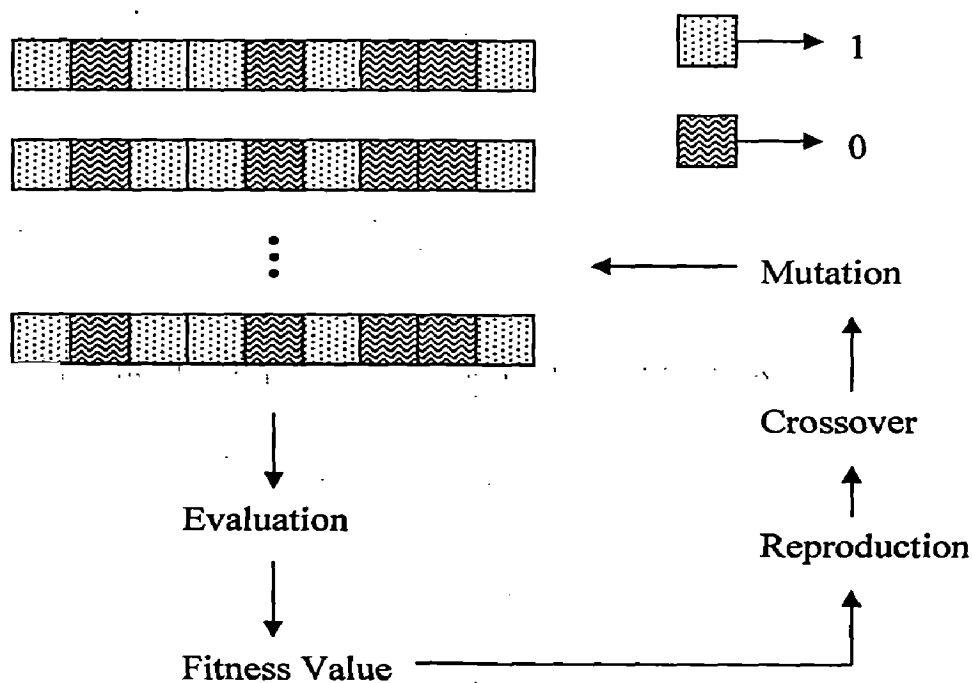 1
0
Mutation
Crossover
Evaluation
Reproduction
Fitness Value